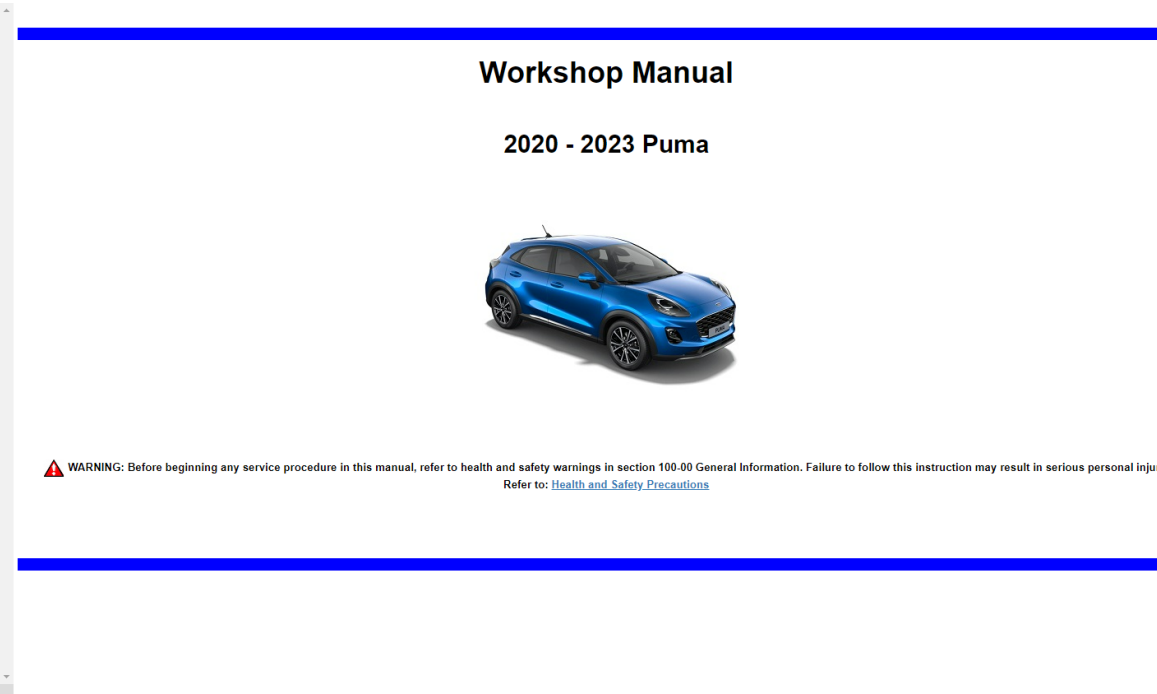 Workshop Manual
2020 - 2023 Puma
PUMA
WARNING: Before beginning any service procedure in this manual, refer to health and safety warnings in section 100-00 General Information. Failure to follow this instruction may result in serious personal inju
Refer to: Health and Safety Precautions